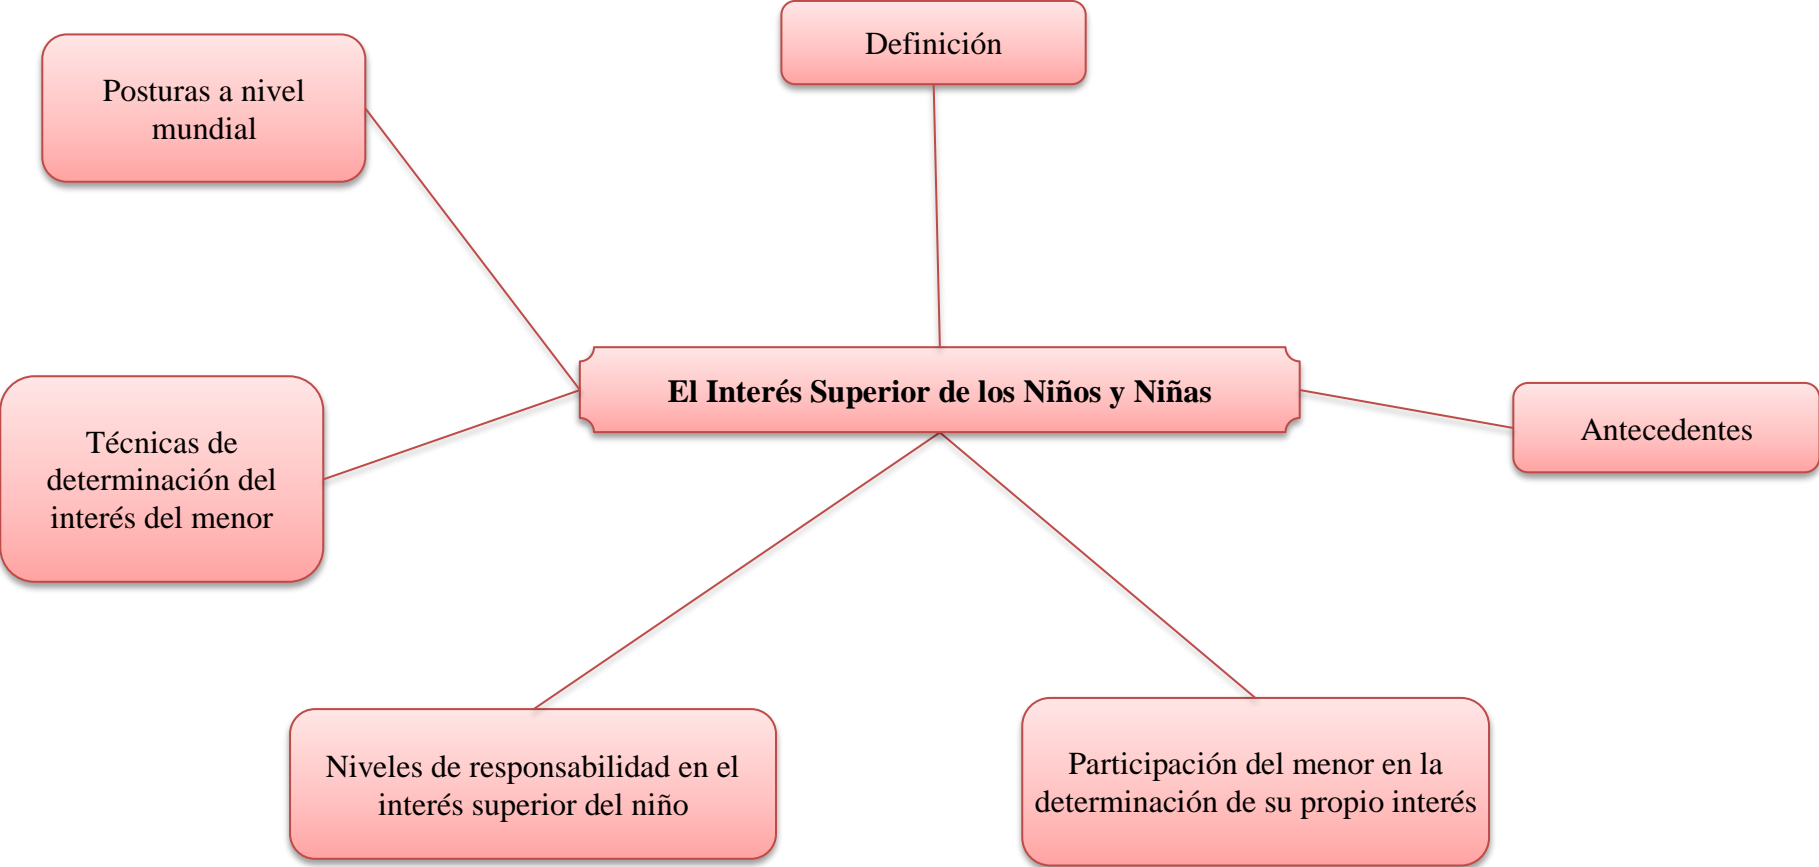 Definición
Posturas a nivel
mundial
El Interés Superior de los Niños y Niñas
Antecedentes
Técnicas de
determinación del
interés del menor
Niveles de responsabilidad en el
interés superior del niño
Participación del menor en la
determinación de su propio interés